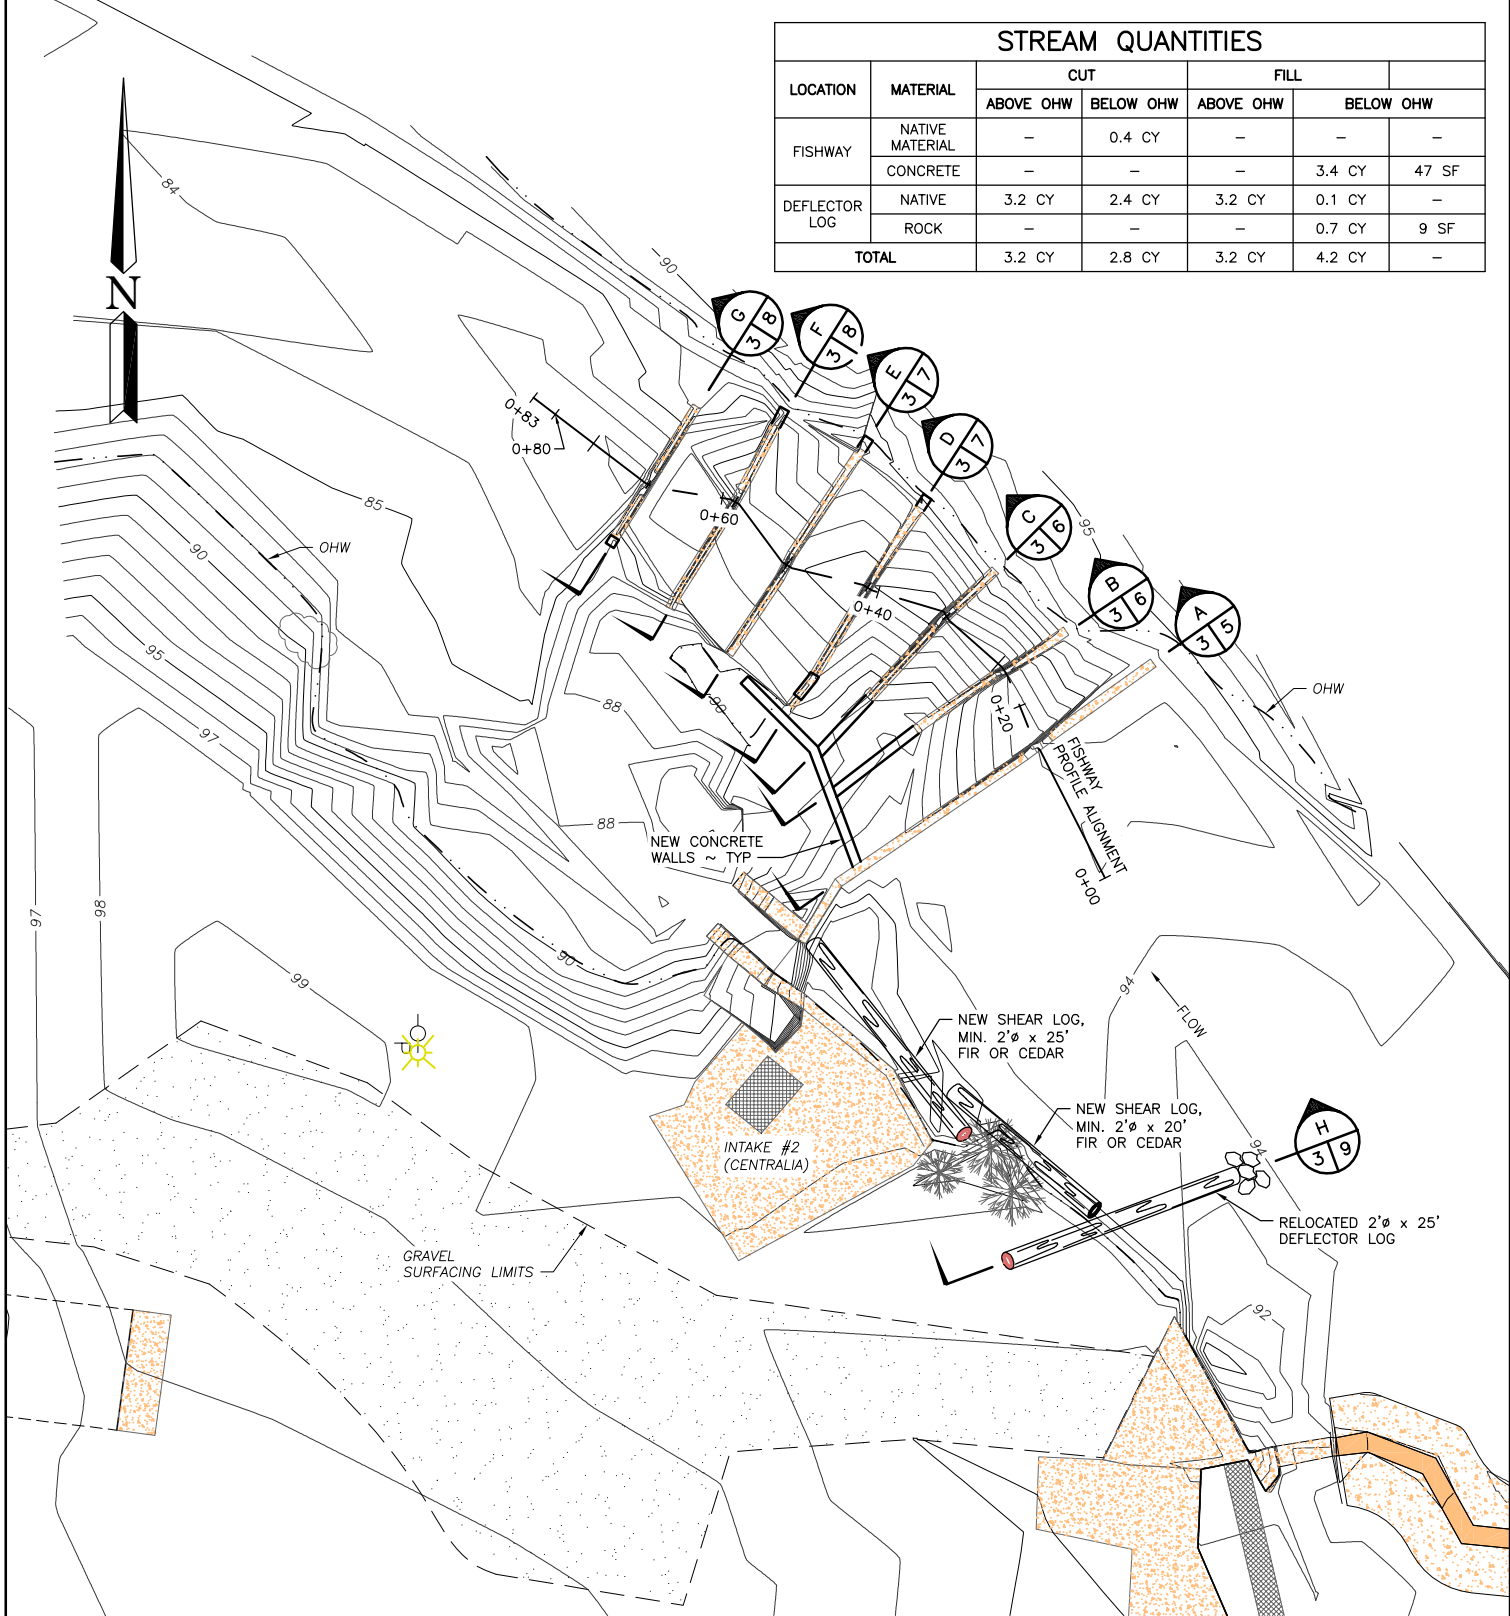 STREAM QUANTITIES
LOCATION MATERIAL CUT FILL
ABOVE OHW BELOW OHW ABOVE OHW BELOW OHW
FISHWAY NATIVE MATERIAL – 0.4 CY – – –
CONCRETE – – – 3.4 CY 47 SF
DEFLECTOR LOG NATIVE 3.2 CY 2.4 CY 3.2 CY 0.1 CY –
ROCK – – – 0.7 CY 9 SF
TOTAL 3.2 CY 2.8 CY 3.2 CY 4.2 CY –
84
N
90
G 3 8
F 3 8
E 3 7
D 3 7
C 3 6
B 3 6
A 3 5
0+83
0+80
85
90
OHW
0+60
0+40
95
95
97
88
90
0+20
OHW
FISHWAY
PROFILE ALIGNMENT
0+00
88
NEW CONCRETE
WALLS ~ TYP
97
98
90
99
94
FLOW
NEW SHEAR LOG,
MIN. 2'ø x 25'
FIR OR CEDAR
NEW SHEAR LOG,
MIN. 2'ø x 20'
FIR OR CEDAR
H 3 9
94
INTAKE #2
(CENTRALIA)
RELOCATED 2'ø x 25'
DEFLECTOR LOG
GRAVEL
SURFACING LIMITS
92